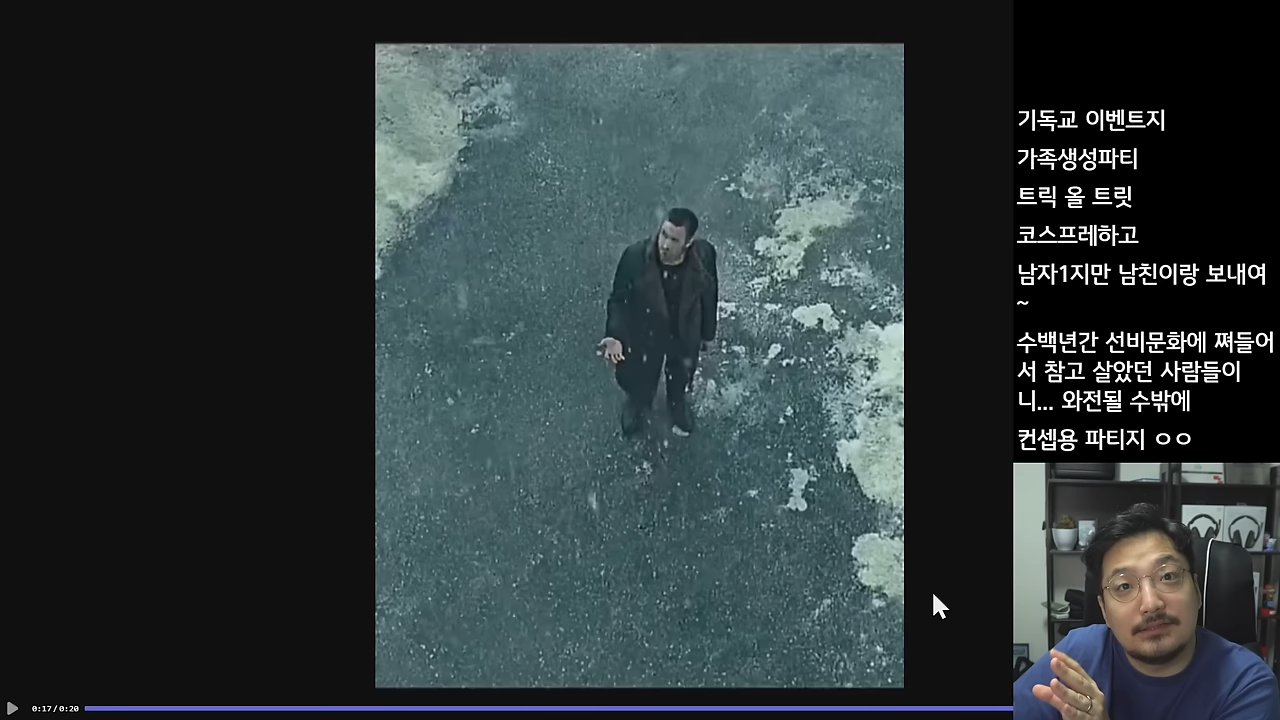 기독교 이벤트지
가족생성파티
트릭 올 트릿
코스프레하고
남자1지만 남친이랑 보내여
~
수백년간 선비문화에 쩌들어
서 참고 살았던 사람들이
니... 와전될 수밖에
컨셉용 파티지 ㅇㅇ
0:17/0:20